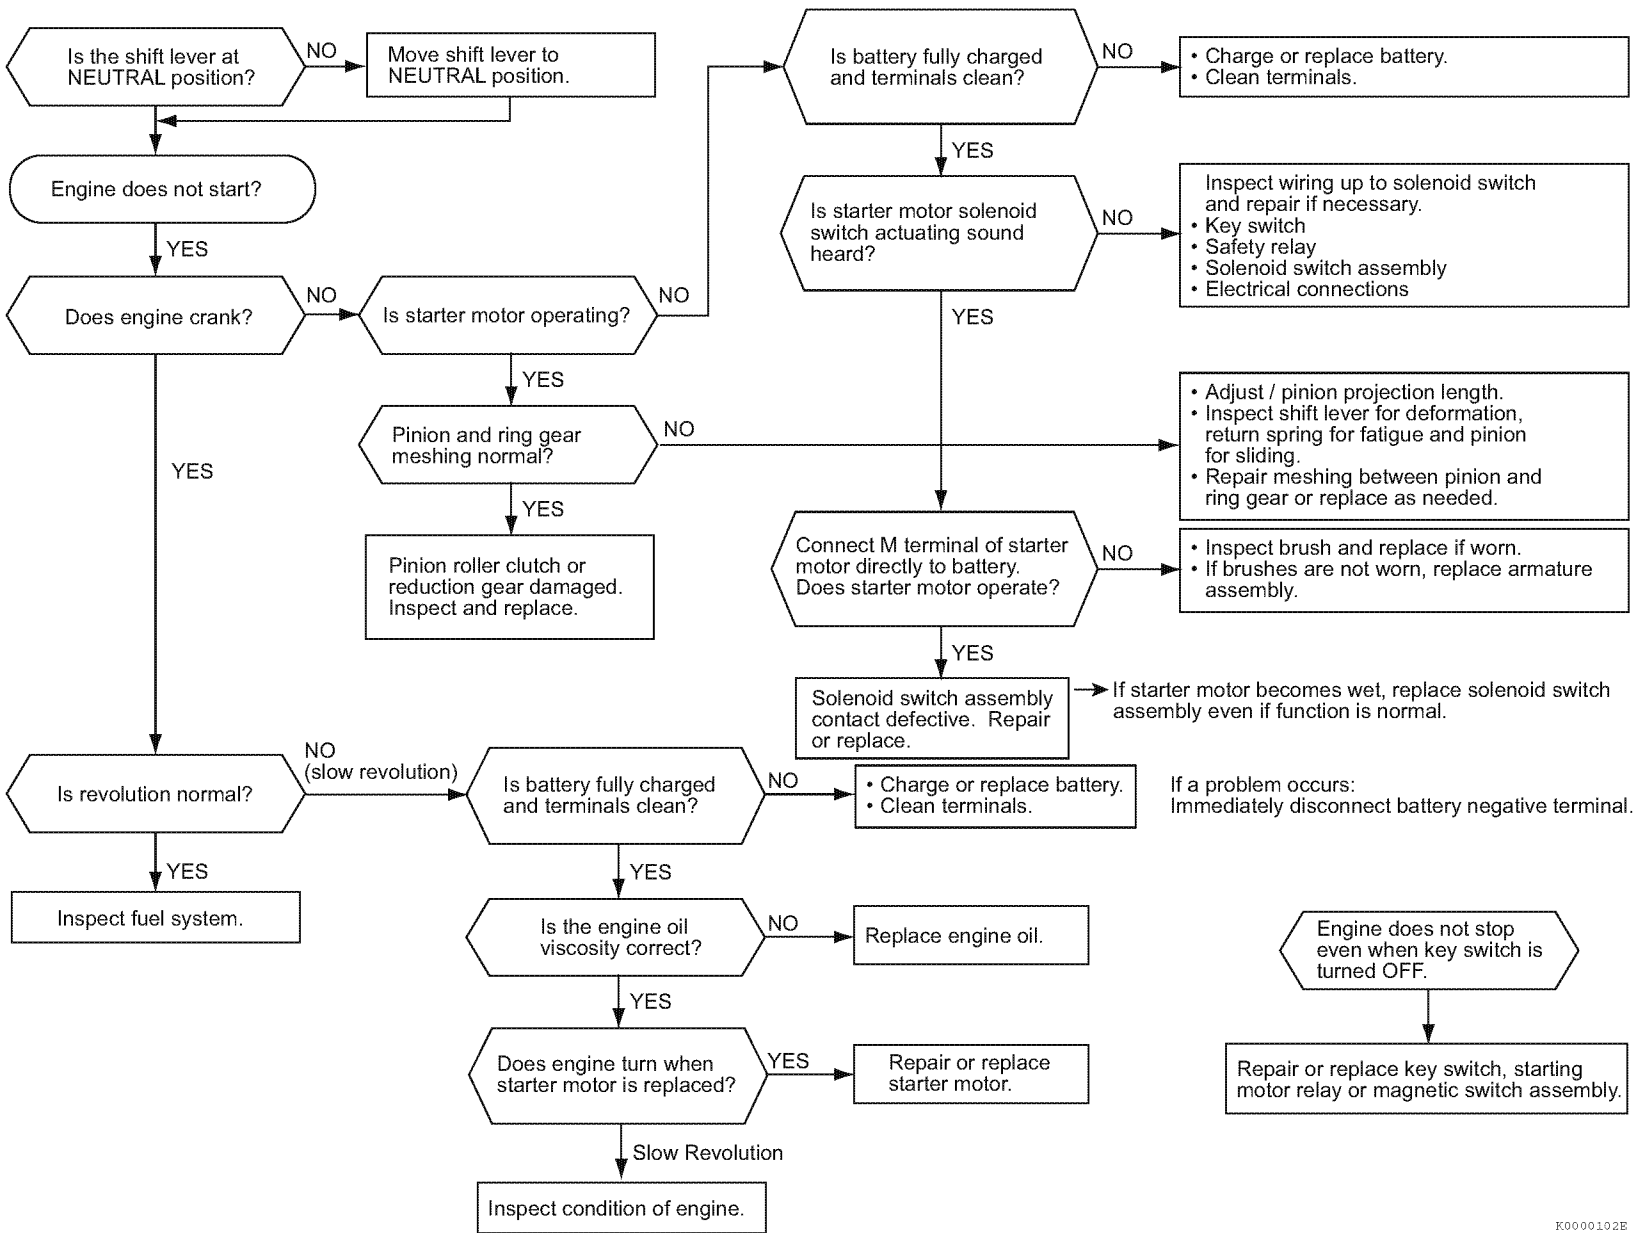 Is the shift lever at
NEUTRAL position?
NO
Move shift lever to
NEUTRAL position.
Engine does not start?
YES
Does engine crank?
NO
Is starter motor operating?
NO
YES
Pinion and ring gear
meshing normal?
NO
YES
Pinion roller clutch or
reduction gear damaged.
Inspect and replace.
YES
Is battery fully charged
and terminals clean?
NO
• Charge or replace battery.
• Clean terminals.
YES
Is starter motor solenoid
switch actuating sound
heard?
NO
Inspect wiring up to solenoid switch
and repair if necessary.
• Key switch
• Safety relay
• Solenoid switch assembly
• Electrical connections
YES
• Adjust / pinion projection length.
• Inspect shift lever for deformation,
return spring for fatigue and pinion
for sliding.
• Repair meshing between pinion and
ring gear or replace as needed.
Connect M terminal of starter
motor directly to battery.
Does starter motor operate?
NO
• Inspect brush and replace if worn.
• If brushes are not worn, replace armature
assembly.
YES
Solenoid switch assembly
contact defective. Repair
or replace.
If starter motor becomes wet, replace solenoid switch
assembly even if function is normal.
Is revolution normal?
NO
(slow revolution)
YES
Inspect fuel system.
Is battery fully charged
and terminals clean?
NO
• Charge or replace battery.
• Clean terminals.
If a problem occurs:
Immediately disconnect battery negative terminal.
YES
Is the engine oil
viscosity correct?
NO
Replace engine oil.
YES
Does engine turn when
starter motor is replaced?
YES
Repair or replace
starter motor.
Slow Revolution
Inspect condition of engine.
Engine does not stop
even when key switch is
turned OFF.
Repair or replace key switch, starting
motor relay or magnetic switch assembly.
K0000102E